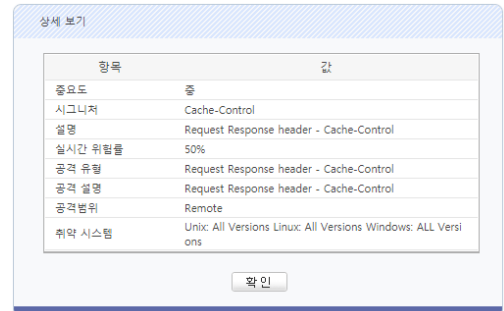 상세 보기
항목 값
중요도 중
시그니처 Cache-Control
설명 Request Response header - Cache-Control
실시간 위험률 50%
공격 유형 Request Response header - Cache-Control
공격 설명 Request Response header - Cache-Control
공격범위 Remote
취약 시스템 Unix: All Versions Linux: All Versions Windows: ALL Versi
ons
확인